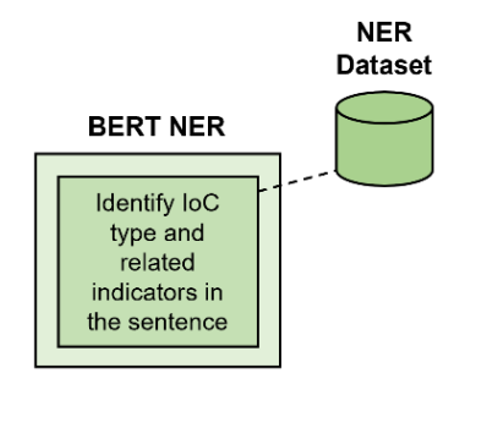 NER
Dataset
BERT NER
Identify IoC
type and
related
indicators in
the sentence